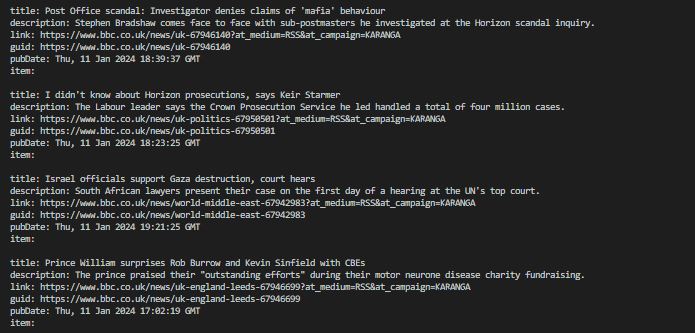 title: Post Office scandal: Investigator denies claims of 'mafia' behaviour
description: Stephen Bradshaw comes face to face with sub-postmasters he investigated at the Horizon scandal inquiry.
link: https://www.bbc.co.uk/news/uk-67946140?at_medium=RSS&at_campaign=KARANGA
guid: https://www.bbc.co.uk/news/uk-67946140
pubDate: Thu, 11 Jan 2024 18:39:37 GMT
item:
title: I didn't know about Horizon prosecutions, says Keir Starmer
description: The Labour leader says the Crown Prosecution Service he led handled a total of four million cases.
link: https://www.bbc.co.uk/news/uk-politics-67950501?at_medium=RSS&at_campaign=KARANGA
guid: https://www.bbc.co.uk/news/uk-politics-67950501
pubDate: Thu, 11 Jan 2024 18:23:25 GMT
item:
title: Israel officials support Gaza destruction, court hears
description: South African lawyers present their case on the first day of a hearing at the UN's top court.
link: https://www.bbc.co.uk/news/world-middle-east-67942983?at_medium=RSS&at_campaign=KARANGA
guid: https://www.bbc.co.uk/news/world-middle-east-67942983
pubDate: Thu, 11 Jan 2024 19:21:25 GMT
item:
title: Prince William surprises Rob Burrow and Kevin Sinfield with CBEs
description: The prince praised their "outstanding efforts" during their motor neurone disease charity fundraising.
link: https://www.bbc.co.uk/news/uk-england-leeds-67946699?at_medium=RSS&at_campaign=KARANGA
guid: https://www.bbc.co.uk/news/uk-england-leeds-67946699
pubDate: Thu, 11 Jan 2024 17:02:19 GMT
item: